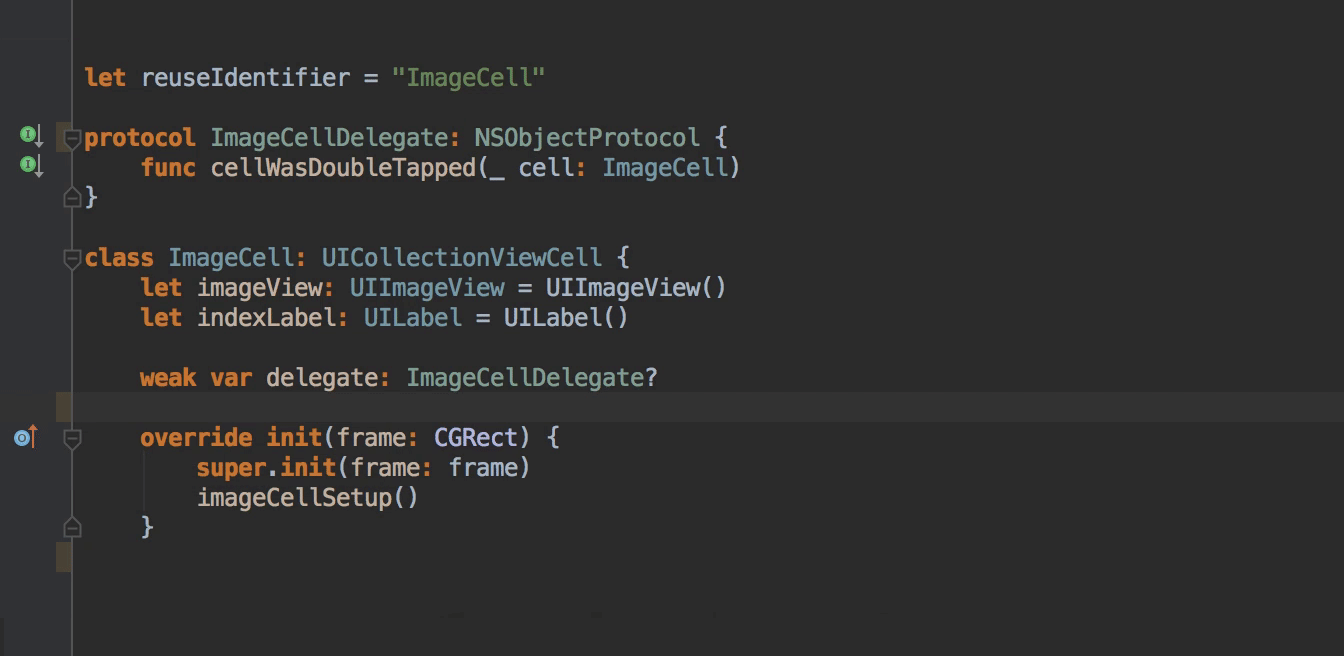 let reuseIdentifier = "ImageCell"
protocol ImageCellDelegate: NSObjectProtocol {
    func cellWasDoubleTapped(_ cell: ImageCell)
}
class ImageCell: UICollectionViewCell {
    let imageView: UIImageView = UIImageView()
    let indexLabel: UILabel = UILabel()
    weak var delegate: ImageCellDelegate?
    override init(frame: CGRect) {
        super.init(frame: frame)
        imageCellSetup()
    }